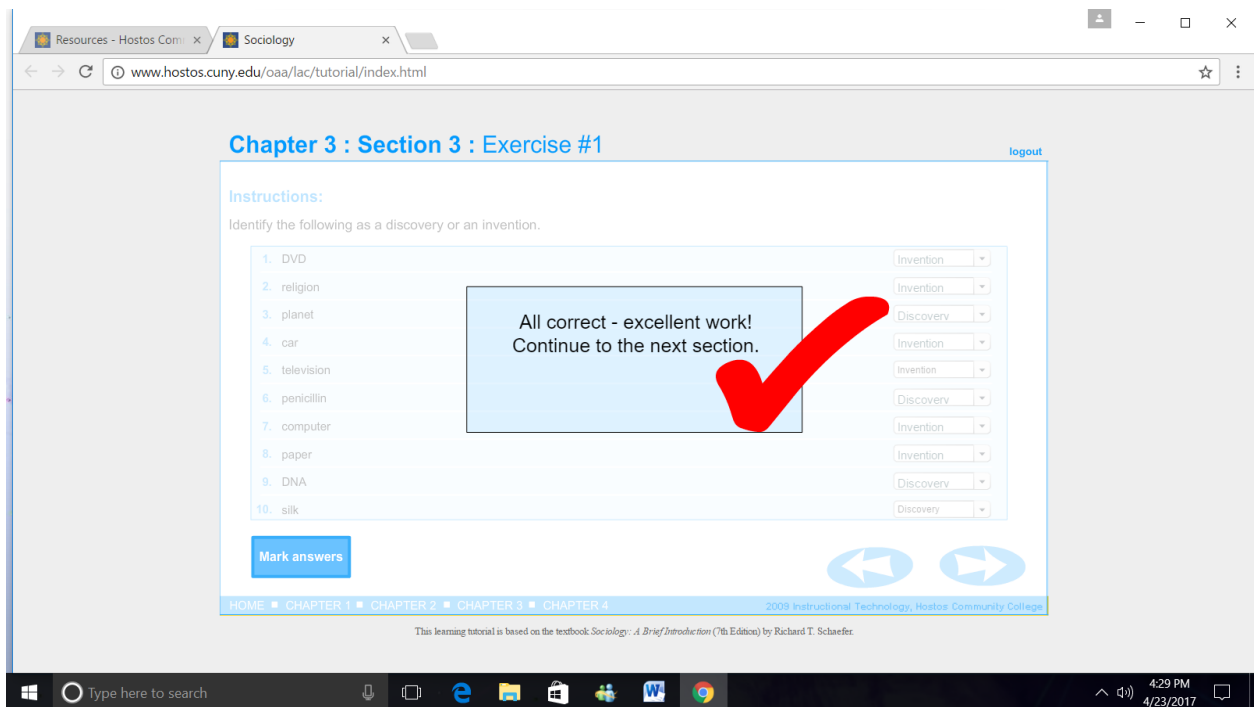 Resources - Hostos Com
Sociology
www.hostos.cuny.edu/oaa/lac/tutorial/index.html
Chapter 3 : Section 3 : Exercise #1
logout
Instructions:
Identify the following as a discovery or an invention.
1. DVD Invention
2. religion Invention
3. planet Discovery
4. car Invention
5. television Invention
6. penicillin Discovery
7. computer Invention
8. paper Invention
9. DNA Discovery
10. silk Discovery
All correct - excellent work!
Continue to the next section.
Mark answers
HOME ■ CHAPTER 1 ■ CHAPTER 2 ■ CHAPTER 3 ■ CHAPTER 4
2009 Instructional Technology, Hostos Community College
This learning tutorial is based on the textbook Sociology: A Brief Introduction (7th Edition) by Richard T. Schaefer.
Type here to search
4:29 PM
4/23/2017